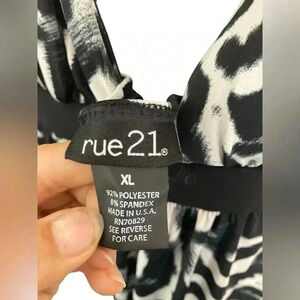 rue21®
XL
92% POLYESTER
8% SPANDEX
MADE IN U.S.A.
RN70829
SEE REVERSE
FOR CARE